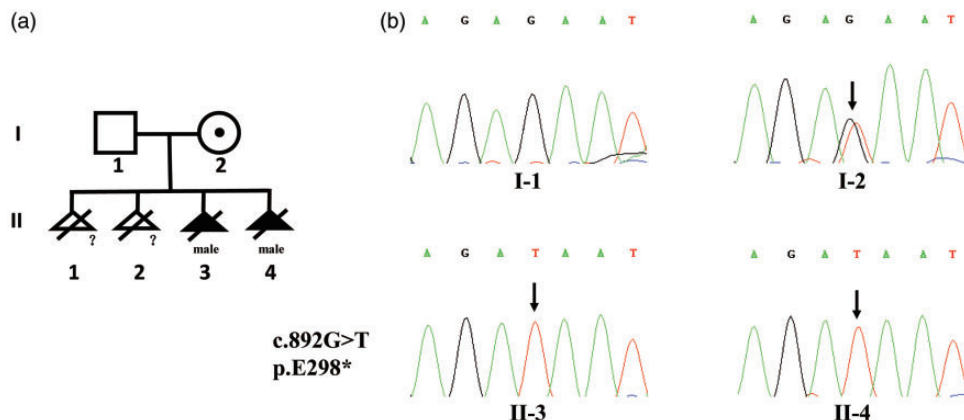 (a)
I
1
2
II
?
?
male
male
1
2
3
4
c.892G>T
p.E298*
(b)
A G A G A A T
I-1
A G A G A A T
I-2
A G A T A A T
II-3
A G A T A A T
II-4